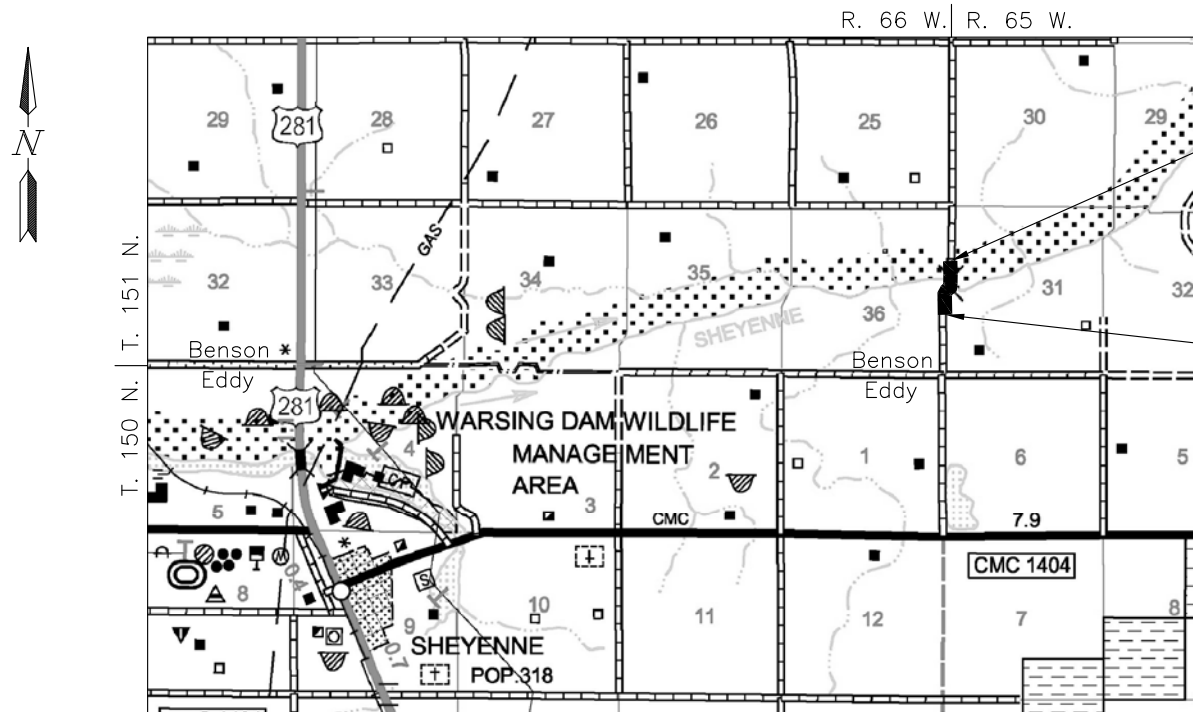 R. 66 W. R. 65 W.
N
29 28 27 26 25 30 29
281
T. 151 N.
GAS
32 33 34 35 36 31 32
SHEYENNE
Benson
Eddy
Benson
Eddy
281
T. 150 N.
WARSING DAM WILDLIFE
MANAGEMENT
AREA
4 3 2 1 6 5
5
CMC
7.9
CMC 1404
S
8 9 10 11 12 7 8
0.4
SHEYENNE
POP.318
0.7